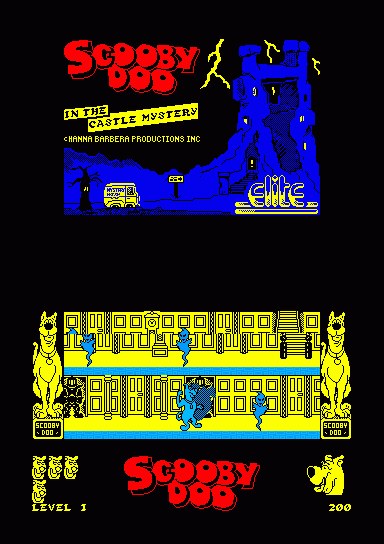 SCOOBY
DOO
IN THE
CASTLE MYSTERY
< HANNA BARBERA PRODUCTIONS INC
elite
SCOOBY
DOO
SCOOBY
DOO
SCOOBY
DOO
LEVEL 1
200